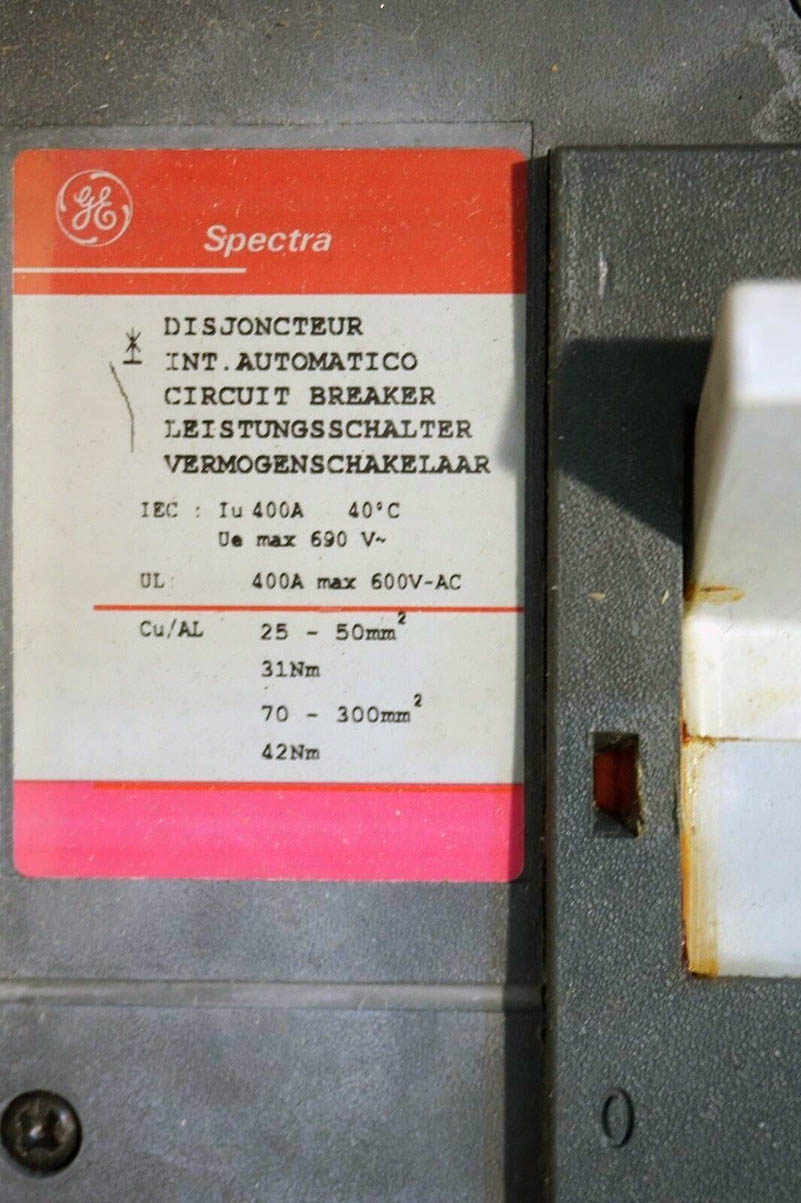 GE
Spectra
DISJONCTEUR
INT.AUTOMATICO
CIRCUIT BREAKER
LEISTUNGSSCHALTER
VERMOGENSCHAKELAAR
IEC : Iu 400A 40°C
Ue max 690 V~
UL: 400A max 600V-AC
Cu/AL 25 - 50mm²
31Nm
70 - 300mm²
42Nm
0